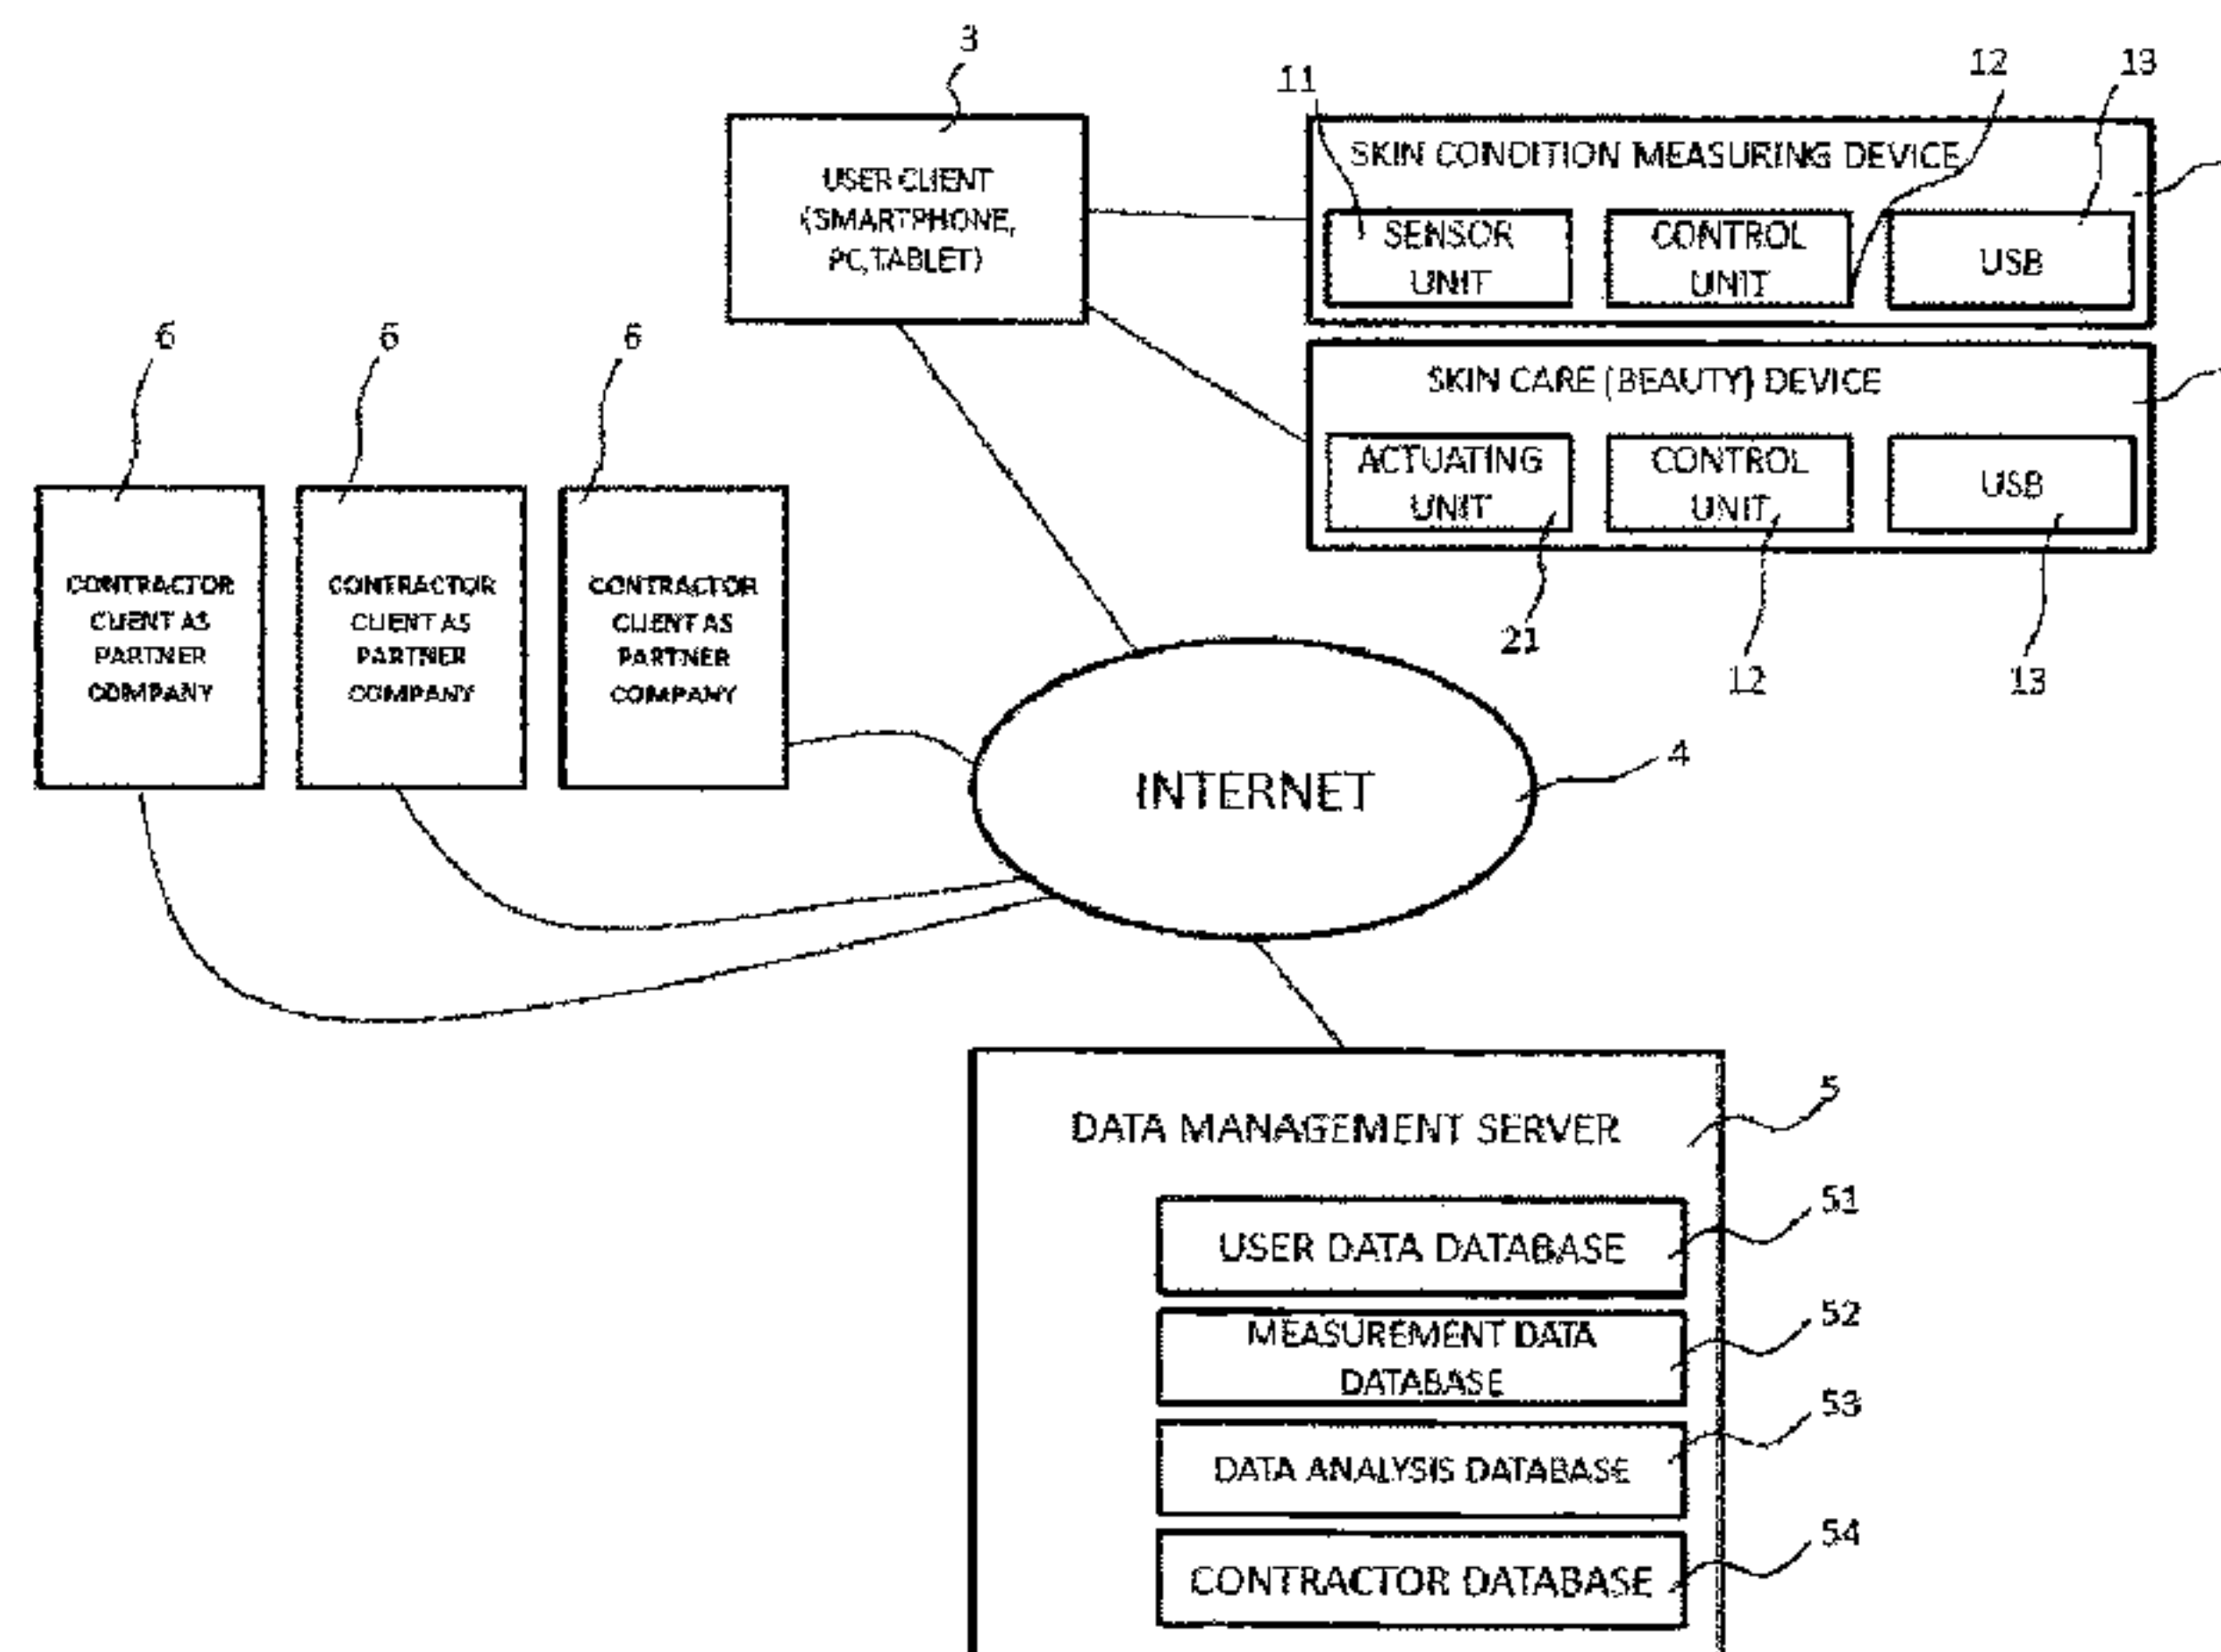 3
11
12
13
USER CLIENT
(SMARTPHONE,
PC,TABLET)
SKIN CONDITION MEASURING DEVICE
SENSOR
UNIT
CONTROL
UNIT
USB
SKIN CARE (BEAUTY) DEVICE
ACTUATING
UNIT
CONTROL
UNIT
USB
21
12
13
6
6
6
CONTRACTOR
CLIENT AS
PARTNER
COMPANY
CONTRACTOR
CLIENT AS
PARTNER
COMPANY
CONTRACTOR
CLIENT AS
PARTNER
COMPANY
INTERNET
4
DATA MANAGEMENT SERVER
5
USER DATA DATABASE
51
MEASUREMENT DATA
DATABASE
52
DATA ANALYSIS DATABASE
53
CONTRACTOR DATABASE
54